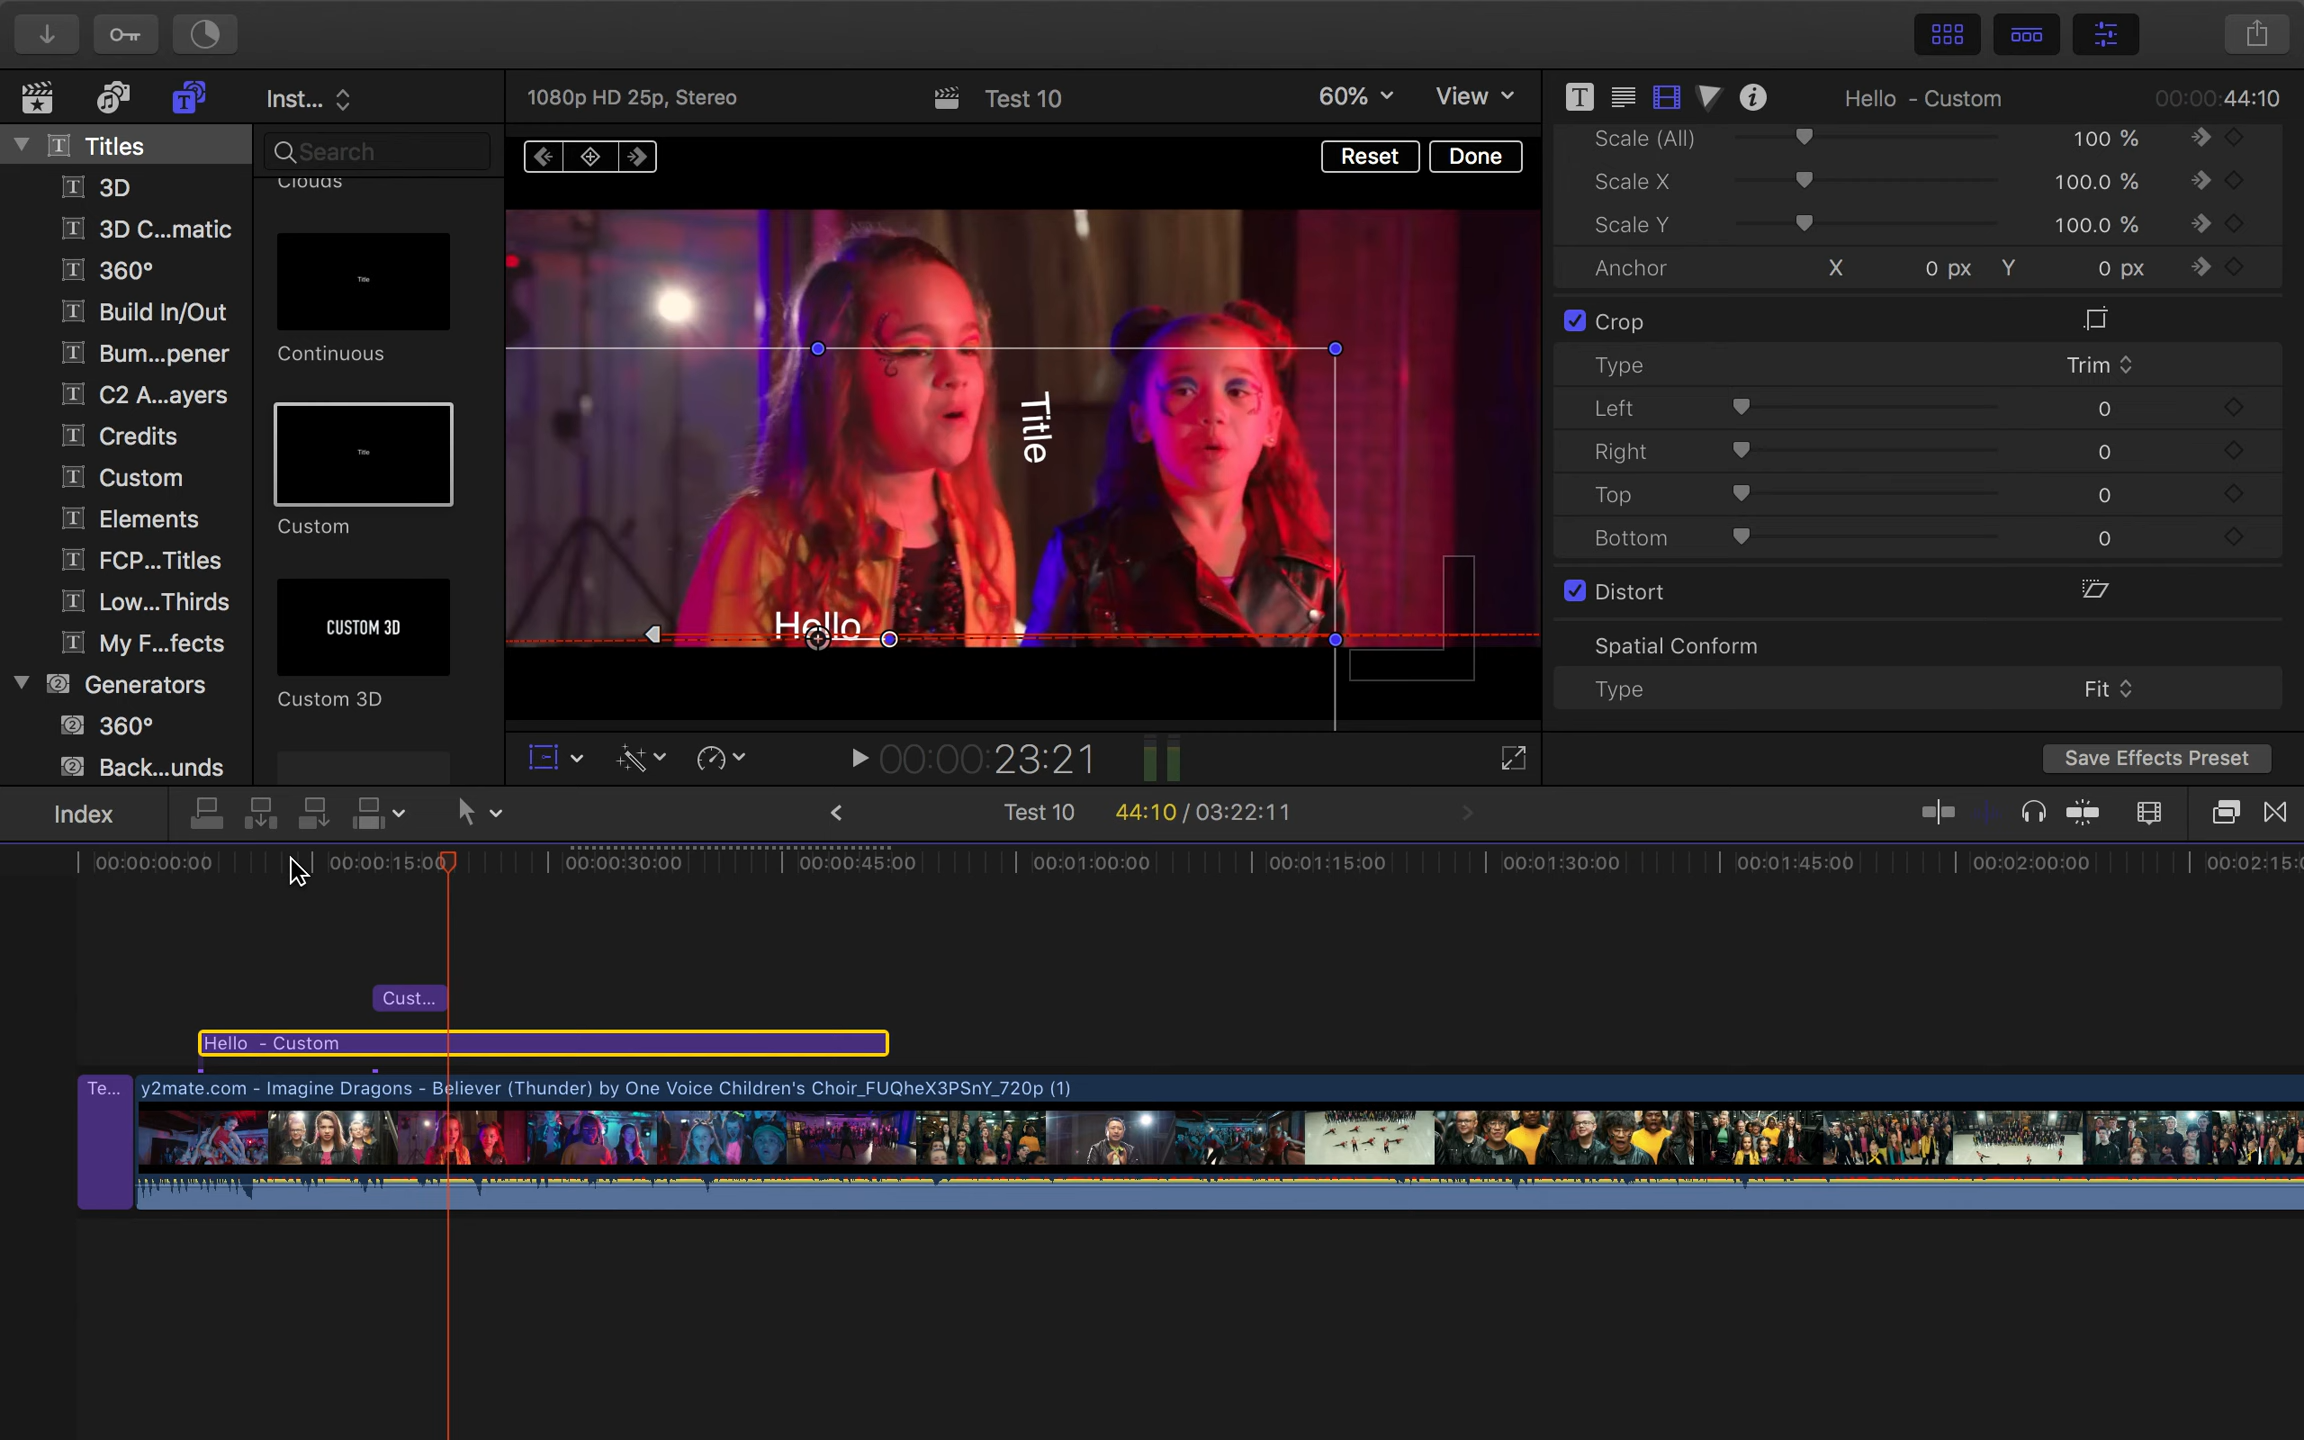 Inst...
1080p HD 25p, Stereo
Test 10
60%
View
Hello - Custom
00:00:44:10
Titles
3D
3D C...matic
360°
Build In/Out
Bum...pener
C2 A...ayers
Credits
Custom
Elements
FCP...Titles
Low...Thirds
My F...fects
Generators
360°
Back...unds
Search
Clouds
Title
Continuous
Title
Custom
CUSTOM 3D
Custom 3D
Reset
Done
Title
Hello
00:00:00:23:21
Scale (All) 100 %
Scale X 100.0 %
Scale Y 100.0 %
Anchor X 0 px Y 0 px
Crop
Type Trim
Left 0
Right 0
Top 0
Bottom 0
Distort
Spatial Conform
Type Fit
Save Effects Preset
Index
Test 10
44:10 / 03:22:11
00:00:00:00
00:00:15:00
00:00:30:00
00:00:45:00
00:01:00:00
00:01:15:00
00:01:30:00
00:01:45:00
00:02:00:00
00:02:15:0
Cust...
Hello - Custom
Te...
y2mate.com - Imagine Dragons - Believer (Thunder) by One Voice Children's Choir_FUQheX3PSnY_720p (1)